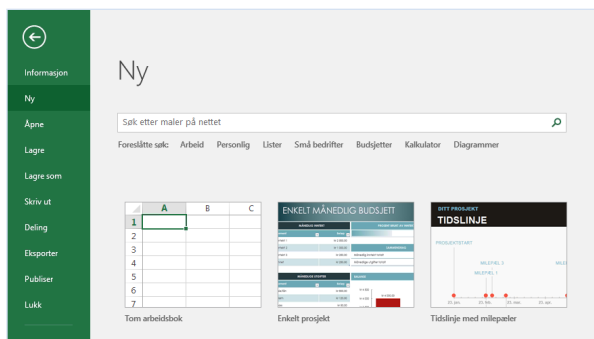 Informasjon
Ny
Åpne
Lagre
Lagre som
Skriv ut
Deling
Eksporter
Publiser
Lukk
Ny
Søk etter maler på nettet
Foreslåtte søk: Arbeid Personlig Lister Små bedrifter Budsjetter Kalkulator Diagrammer
A B C
1
2
3
4
5
6
7
Tom arbeidsbok
ENKELT MÅNEDLIG BUDSJETT
Enkelt prosjekt
DITT PROSJEKT
TIDSLINJE
PROSJEKTSTART
MILEPÆL 3
MILEPÆL 1
Tidslinje med milepæler